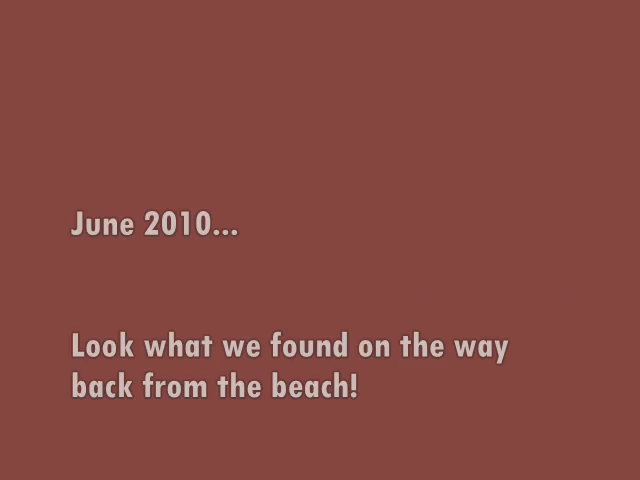 June 2010...
Look what we found on the way
back from the beach!